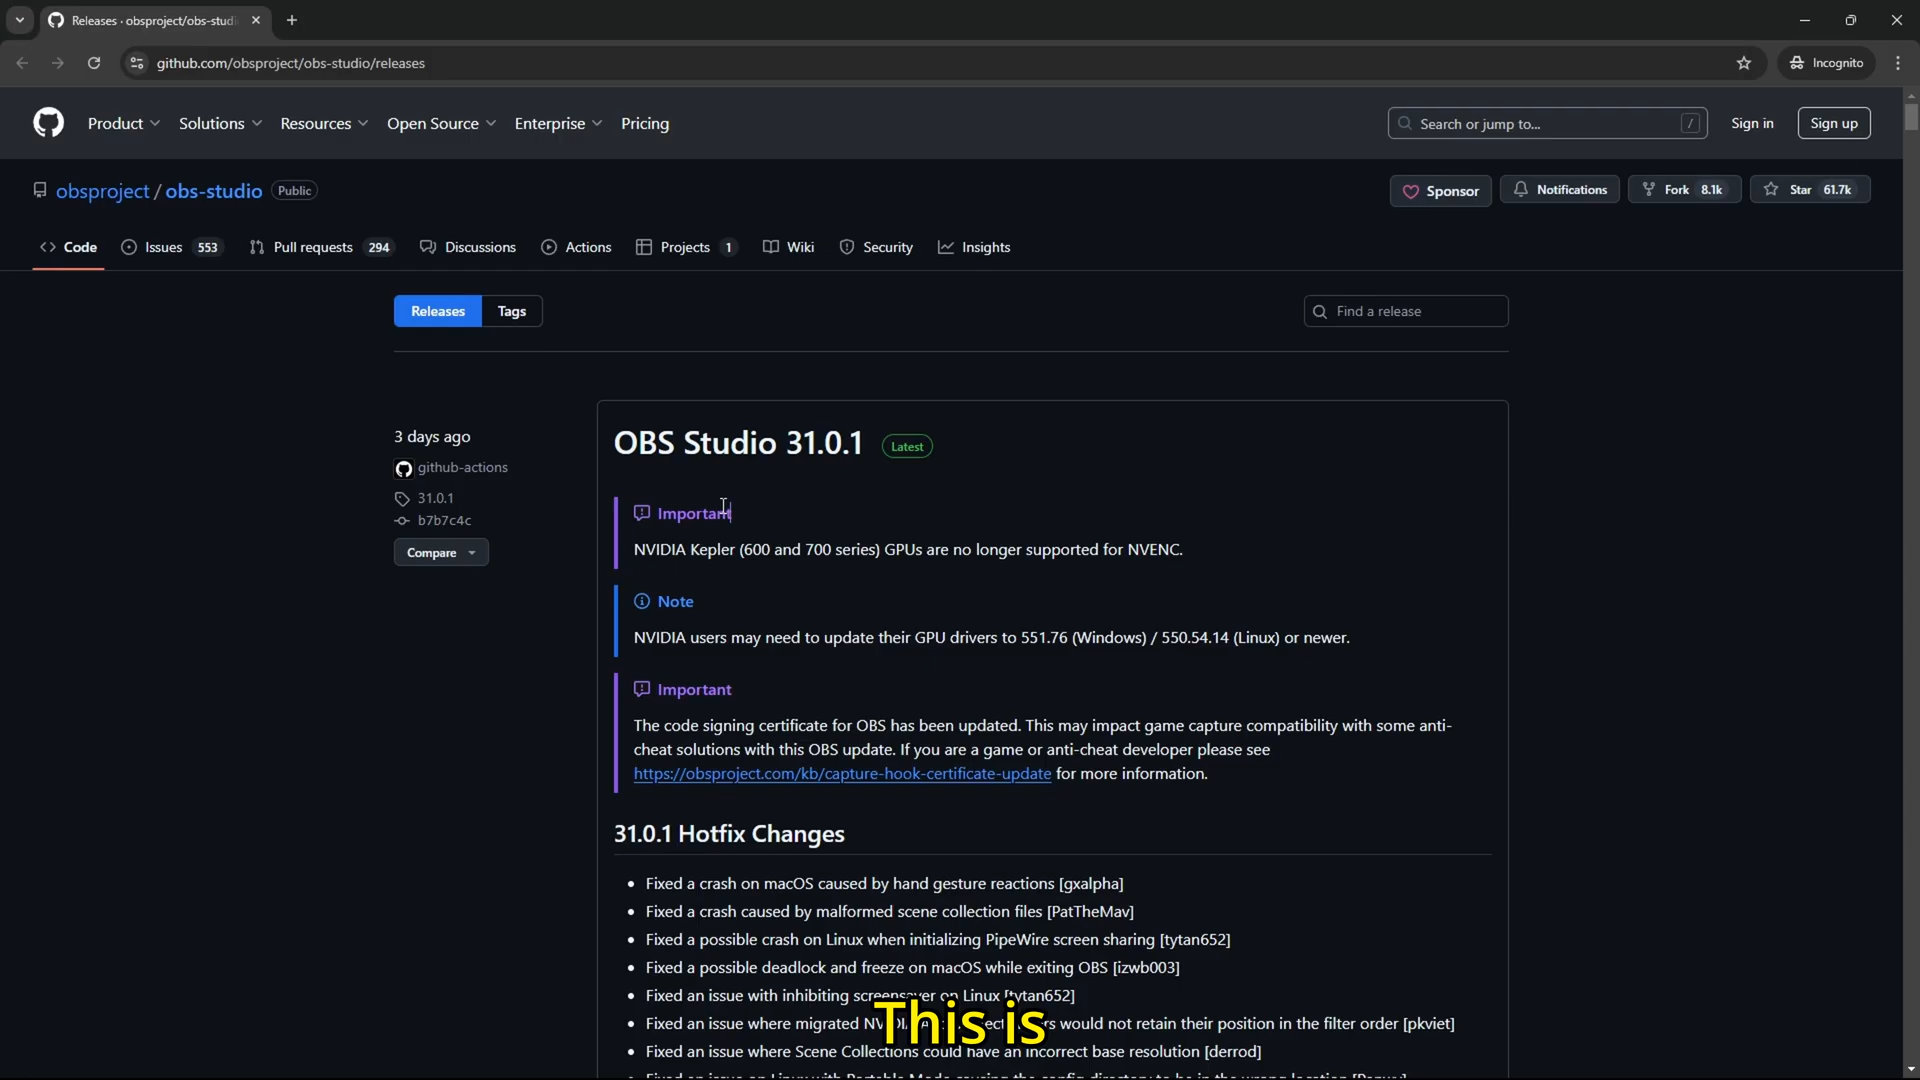 Releases · obsproject/obs-studi
github.com/obsproject/obs-studio/releases
Incognito
Product
Solutions
Resources
Open Source
Enterprise
Pricing
Search or jump to...
/
Sign in
Sign up
obsproject / obs-studio Public
Sponsor
Notifications
Fork 8.1k
Star 61.7k
Code
Issues 553
Pull requests 294
Discussions
Actions
Projects 1
Wiki
Security
Insights
Releases
Tags
Find a release
3 days ago
github-actions
31.0.1
b7b7c4c
Compare
OBS Studio 31.0.1 Latest
Important
NVIDIA Kepler (600 and 700 series) GPUs are no longer supported for NVENC.
Note
NVIDIA users may need to update their GPU drivers to 551.76 (Windows) / 550.54.14 (Linux) or newer.
Important
The code signing certificate for OBS has been updated. This may impact game capture compatibility with some anti-
cheat solutions with this OBS update. If you are a game or anti-cheat developer please see
https://obsproject.com/kb/capture-hook-certificate-update for more information.
31.0.1 Hotfix Changes
Fixed a crash on macOS caused by hand gesture reactions [gxalpha]
Fixed a crash caused by malformed scene collection files [PatTheMav]
Fixed a possible crash on Linux when initializing PipeWire screen sharing [tytan652]
Fixed a possible deadlock and freeze on macOS while exiting OBS [izwb003]
Fixed an issue with inhibiting screensaver on Linux [tytan652]
Fixed an issue where migrated would not retain their position in the filter order [pkviet]
This is
Fixed an issue where Scene Collections could have an incorrect base resolution [derrod]